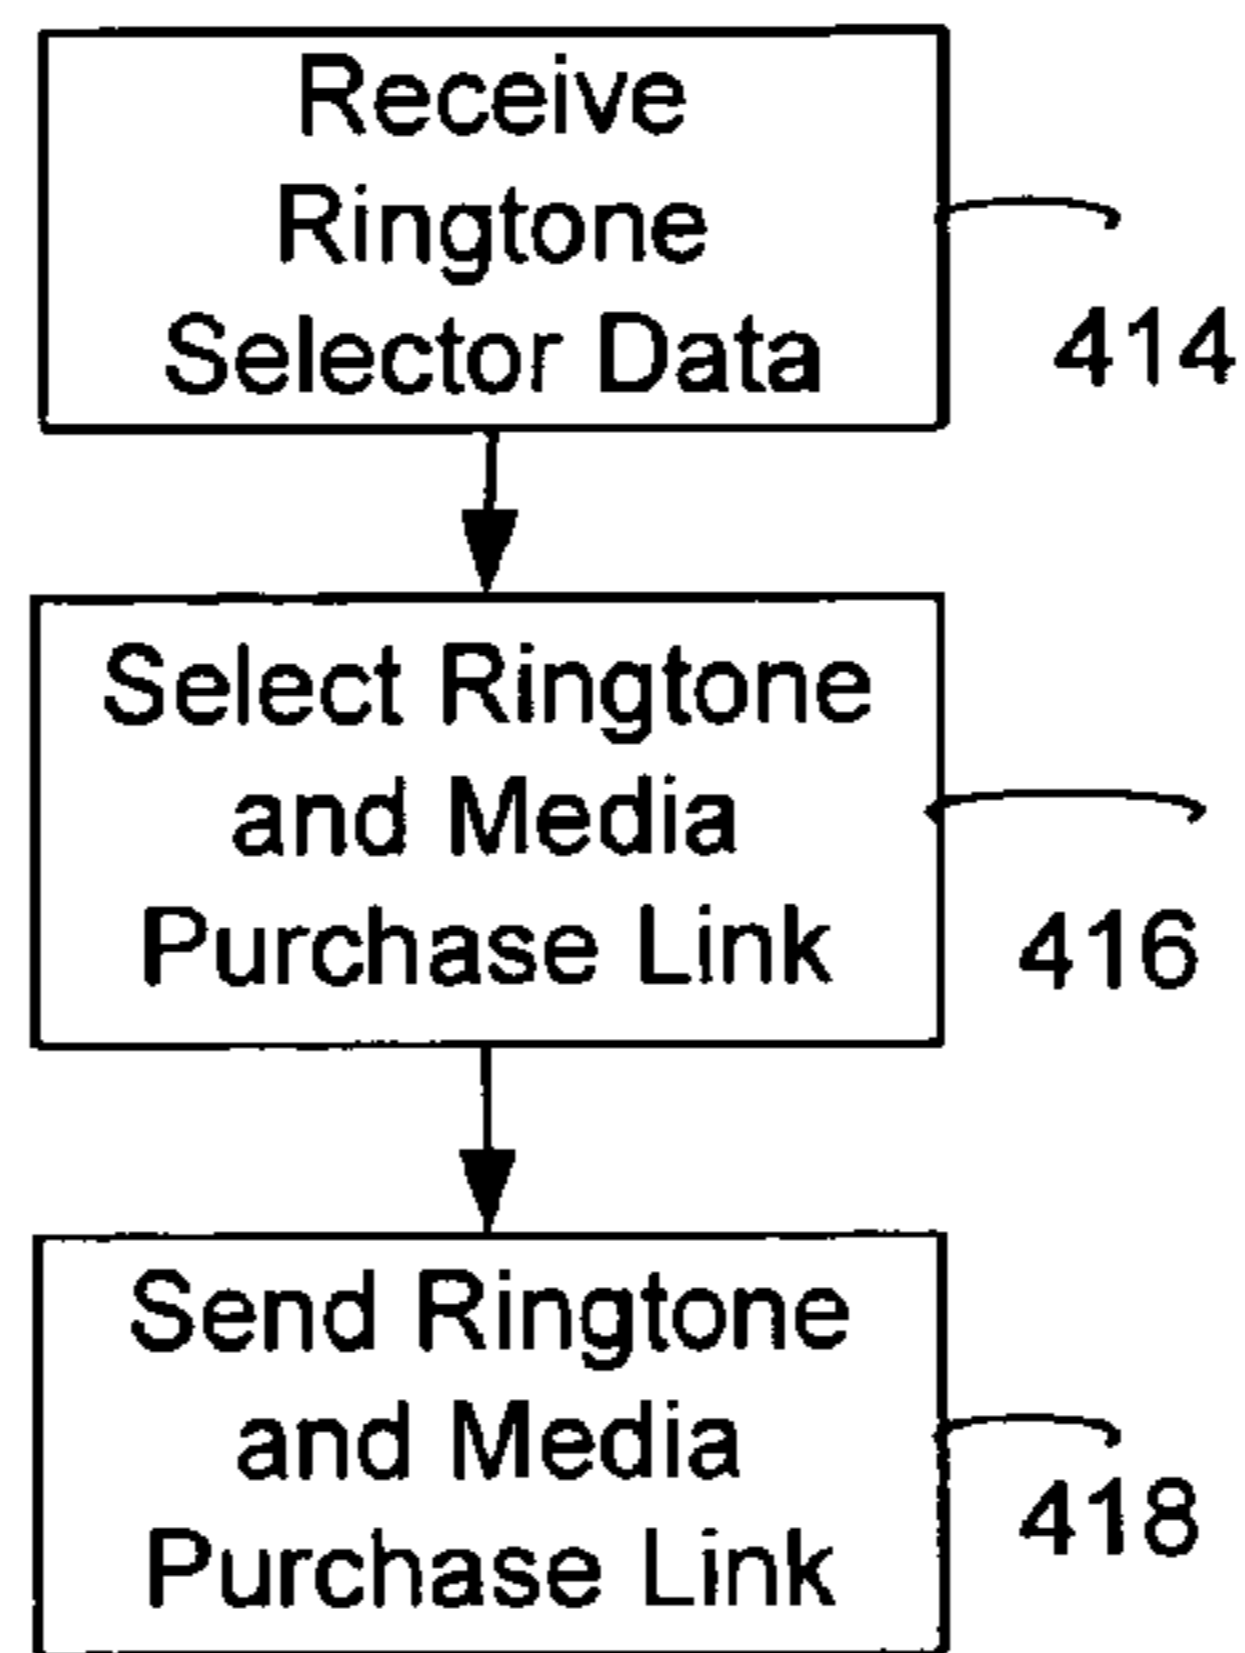 Receive
Ringtone
Selector Data
414
Select Ringtone
and Media
Purchase Link
416
Send Ringtone
and Media
Purchase Link
418